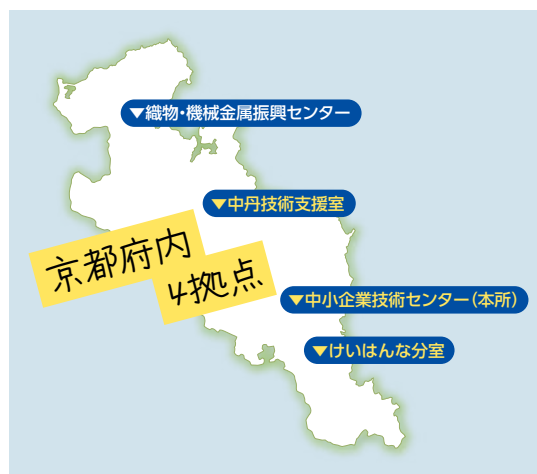 ▼織物・機械金属振興センター
▼中丹技術支援室
京都府内
4拠点
▼中小企業技術センター（本所）
▼けいはんな分室